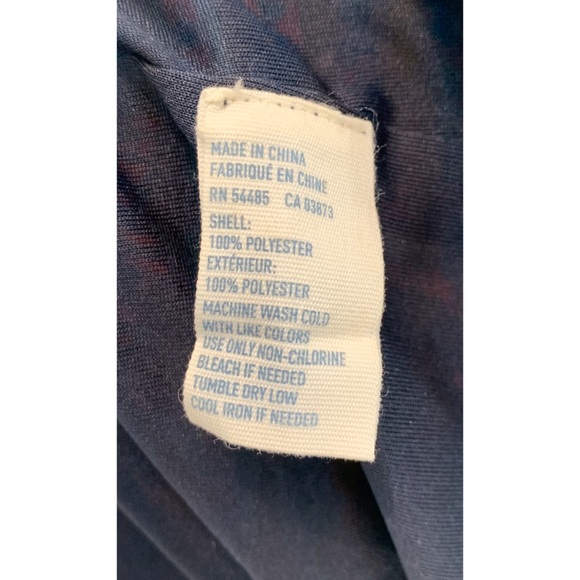 MADE IN CHINA
FABRIQUÉ EN CHINE
RN 54485 CA 03873
SHELL:
100% POLYESTER
EXTÉRIEUR:
100% POLYESTER
MACHINE WASH COLD
WITH LIKE COLORS
USE ONLY NON-CHLORINE
BLEACH IF NEEDED
TUMBLE DRY LOW
COOL IRON IF NEEDED